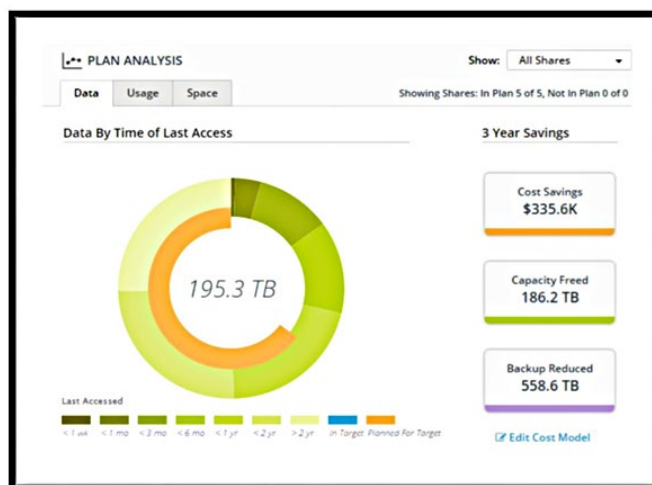 PLAN ANALYSIS
Show: All Shares
Data Usage Space
Showing Shares: In Plan 5 of 5, Not In Plan 0 of 0
Data By Time of Last Access
3 Year Savings
Cost Savings
$335.6K
195.3 TB
Capacity Freed
186.2 TB
Backup Reduced
558.6 TB
Last Accessed
< 1 wk < 1 mo < 3 mo < 6 mo < 1 yr < 2 yr > 2 yr In Target Planned For Target
Edit Cost Model